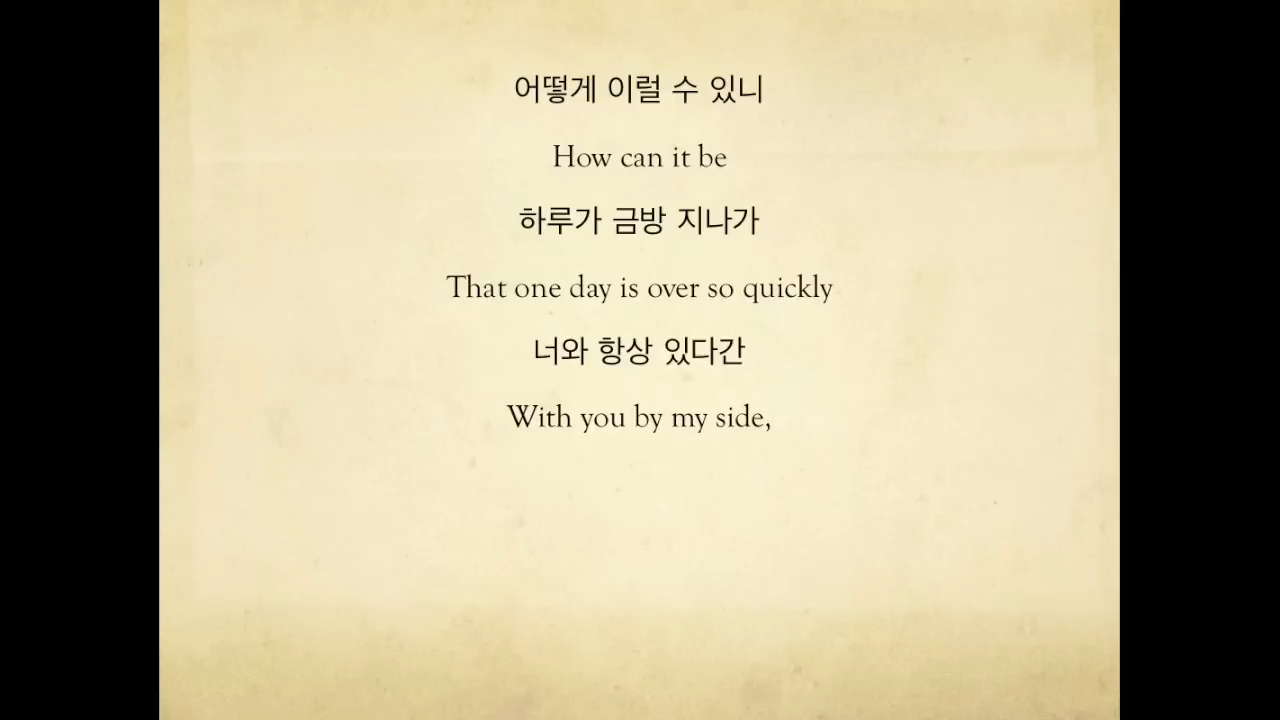 어떻게 이럴 수 있니
How can it be
하루가 금방 지나가
That one day is over so quickly
너와 항상 있다간
With you by my side,